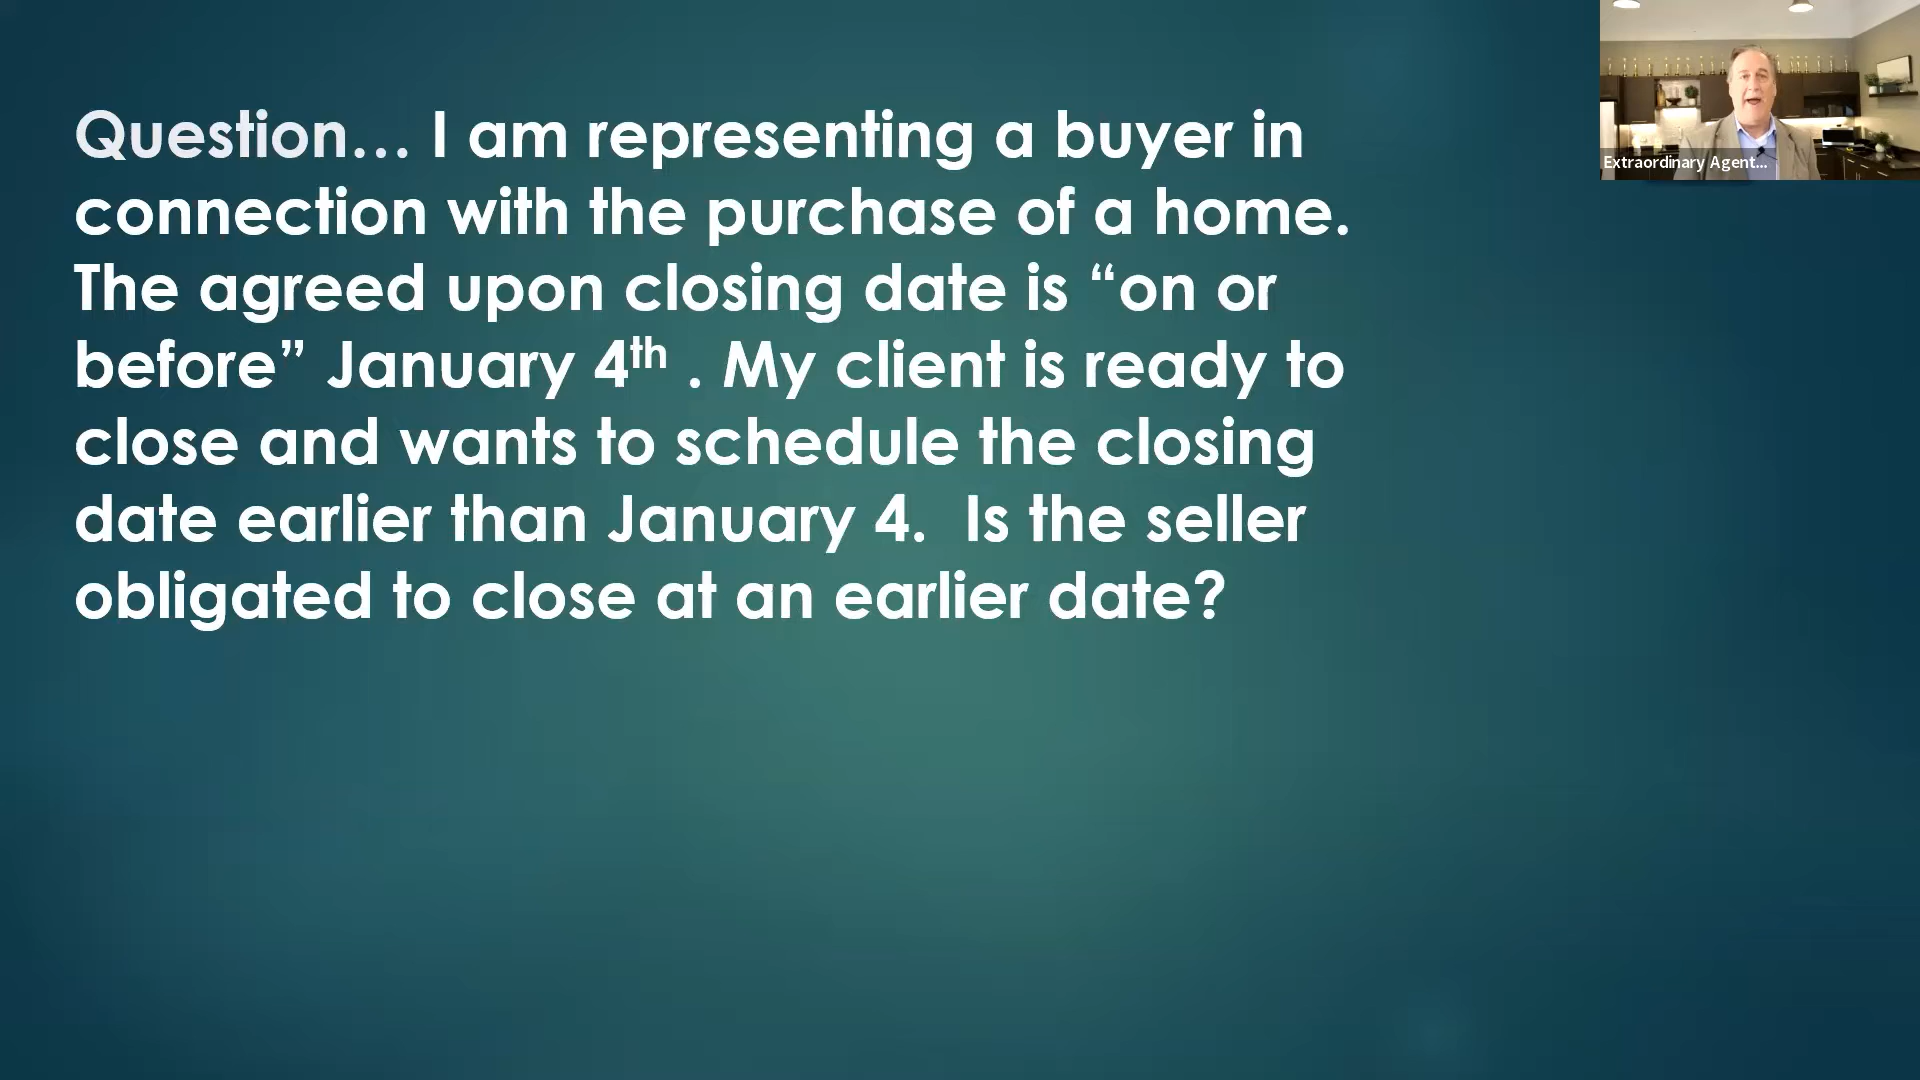 Question… I am representing a buyer in
connection with the purchase of a home.
The agreed upon closing date is “on or
before” January 4th . My client is ready to
close and wants to schedule the closing
date earlier than January 4.  Is the seller
obligated to close at an earlier date?
Extraordinary Agent...